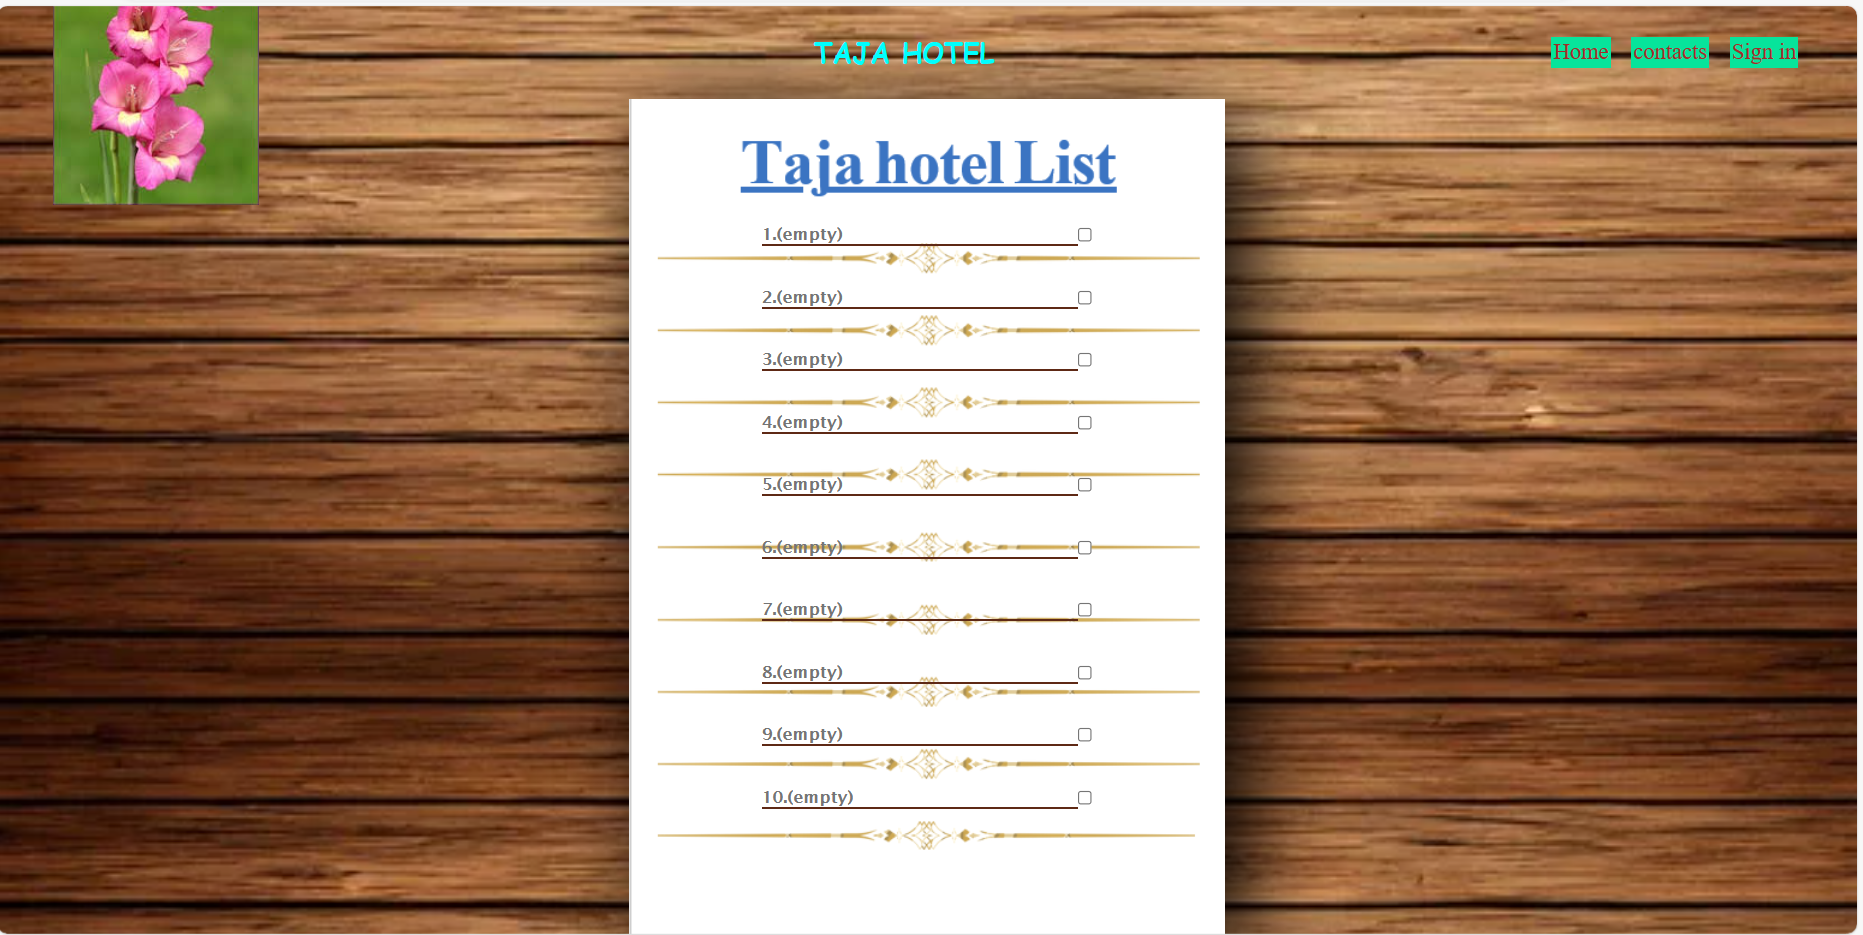 TAJA HOTEL
Home contacts Sign in
Taja hotel List
1.(empty)
2.(empty)
3.(empty)
4.(empty)
5.(empty)
6.(empty)
7.(empty)
8.(empty)
9.(empty)
10.(empty)